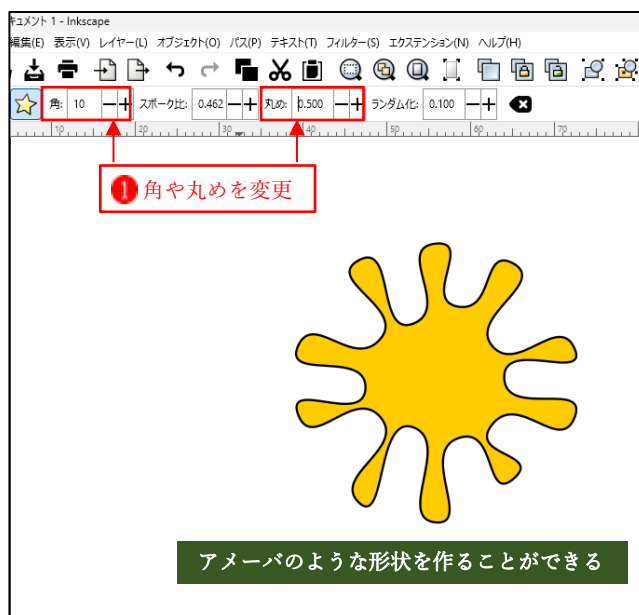 キュメント 1 - Inkscape
編集(E) 表示(V) レイヤー(L) オブジェクト(O) パス(P) テキスト(T) フィルター(S) エクステンション(N) ヘルプ(H)
角: 10 スポーク比: 0.462 丸め: 0.500 ランダム化: 0.100
10 20 30 40 50 60 70
❶ 角や丸めを変更
アメーバのような形状を作ることができる